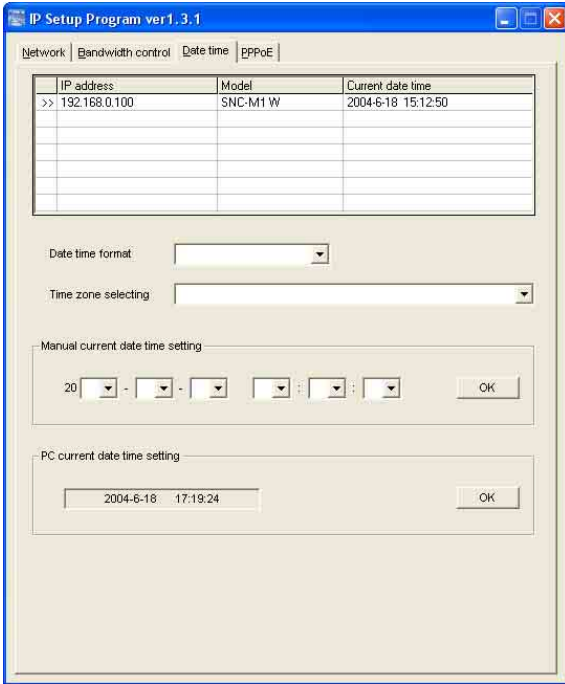 IP Setup Program ver1.3.1
Network Bandwidth control Date time PPPoE
IP address Model Current date time
>> 192.168.0.100 SNC-M1 W 2004-6-18 15:12:50
Date time format
Time zone selecting
Manual current date time setting
20 - - : : OK
PC current date time setting
2004-6-18 17:19:24 OK